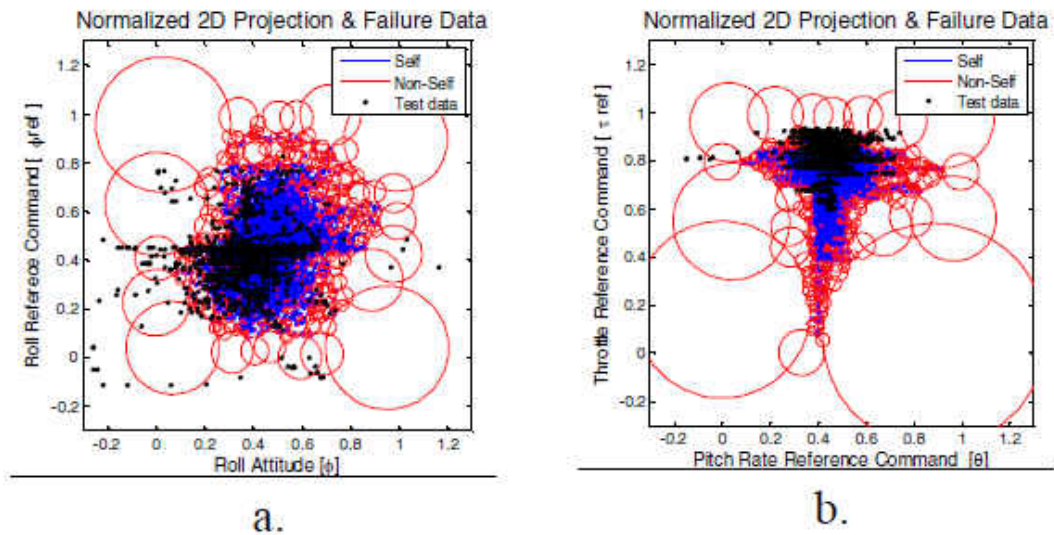 Normalized 2D Projection & Failure Data
Self
Non-Self
Test data
1.2
1
0.8
0.6
0.4
0.2
0
-0.2
Roll Referece Command [ ϕref ]
-0.2 0 0.2 0.4 0.6 0.8 1 1.2
Roll Attitude [ϕ]
a.
Normalized 2D Projection & Failure Data
Self
Non-Self
Test data
1.2
1
0.8
0.6
0.4
0.2
0
-0.2
Throttle Reference Command [ τ ref ]
-0.2 0 0.2 0.4 0.6 0.8 1 1.2
Pitch Rate Reference Command [θ]
b.